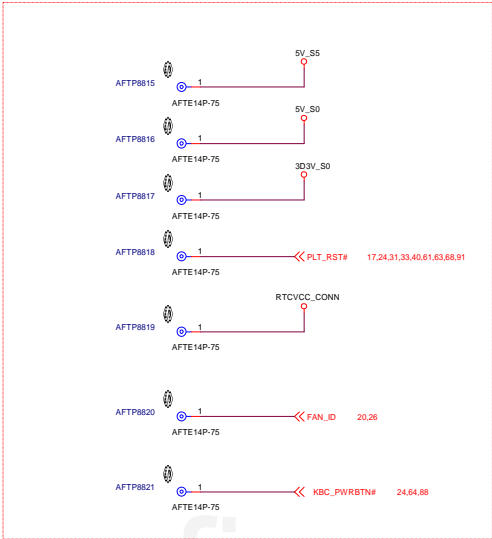 5V_S5
AFTP8815 1
AFTE14P-75
5V_S0
AFTP8816 1
AFTE14P-75
3D3V_S0
AFTP8817 1
AFTE14P-75
AFTP8818 1 PLT_RST# 17,24,31,33,40,61,63,68,91
AFTE14P-75
RTCVCC_CONN
AFTP8819 1
AFTE14P-75
AFTP8820 1 FAN_ID 20,26
AFTE14P-75
AFTP8821 1 KBC_PWRBTN# 24,64,88
AFTE14P-75